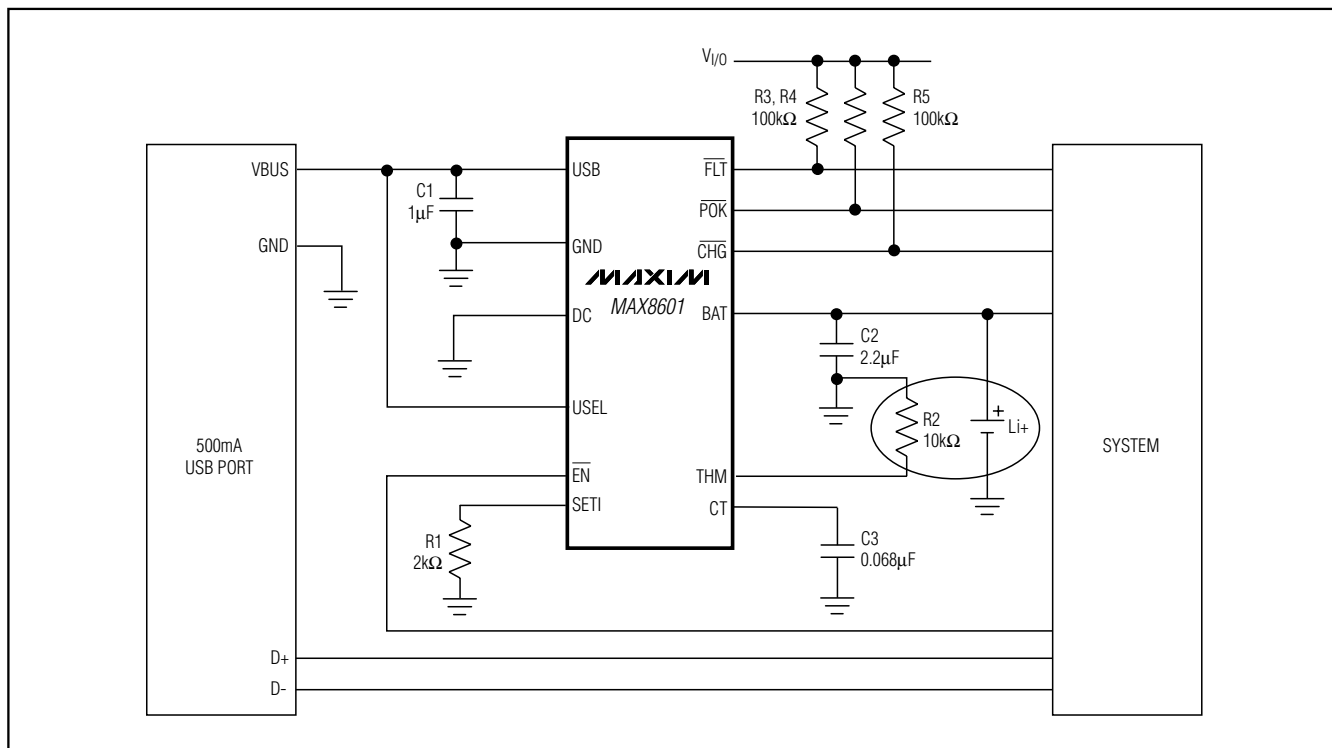 V_I/O
R3, R4
100kΩ
R5
100kΩ
VBUS
GND
500mA
USB PORT
D+
D-
C1
1μF
USB
GND
DC
USEL
EN
SETI
MAXIM
MAX8601
FLT
POK
CHG
BAT
THM
CT
R1
2kΩ
C2
2.2μF
R2
10kΩ
+
Li+
C3
0.068μF
SYSTEM